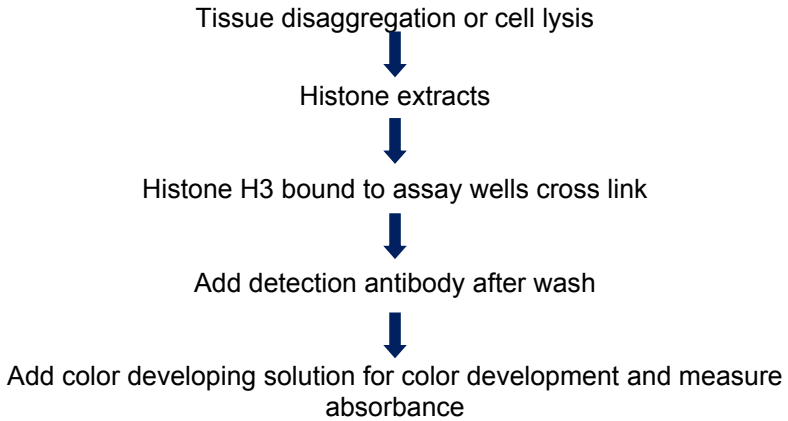 Tissue disaggregation or cell lysis
Histone extracts
Histone H3 bound to assay wells cross link
Add detection antibody after wash
Add color developing solution for color development and measure
absorbance